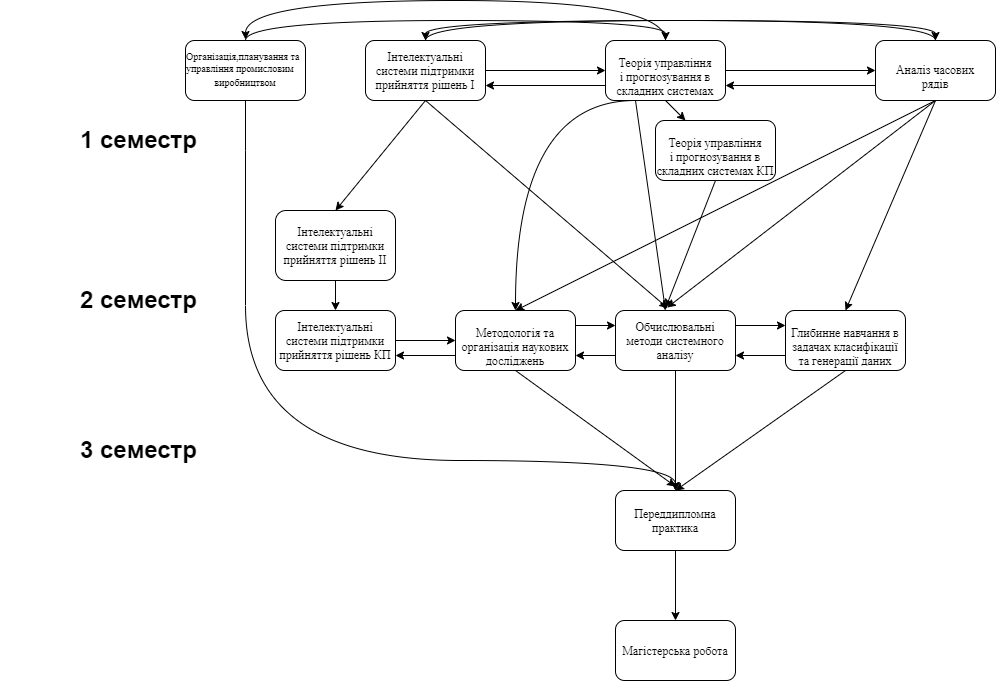 Організація,планування та
управління промисловим
виробництвом
Інтелектуальні
системи підтримки
прийняття рішень I
Теорія управління
і прогнозування в
складних системах
Аналіз часових
рядів
1 семестр
Теорія управління
і прогнозування в
складних системах КП
Інтелектуальні
системи підтримки
прийняття рішень II
2 семестр
Інтелектуальні
системи підтримки
прийняття рішень КП
Методологія та
організація наукових
досліджень
Обчислювальні
методи системного
аналізу
Глибинне навчання в
задачах класифікації
та генерації даних
3 семестр
Переддипломна
практика
Магістерська робота